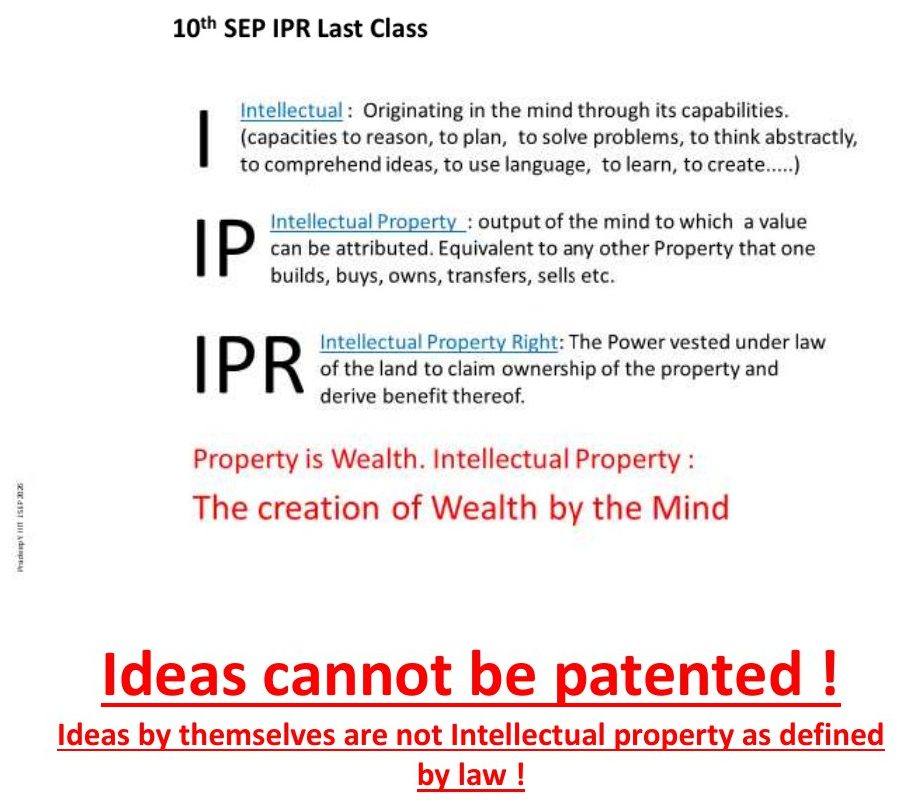 10th SEP IPR Last Class
I
Intellectual : Originating in the mind through its capabilities.
(capacities to reason, to plan, to solve problems, to think abstractly,
to comprehend ideas, to use language, to learn, to create.....)
IP
Intellectual Property : output of the mind to which a value
can be attributed. Equivalent to any other Property that one
builds, buys, owns, transfers, sells etc.
IPR
Intellectual Property Right: The Power vested under law
of the land to claim ownership of the property and
derive benefit thereof.
Property is Wealth. Intellectual Property :
The creation of Wealth by the Mind
Ideas cannot be patented !
Ideas by themselves are not Intellectual property as defined
by law !